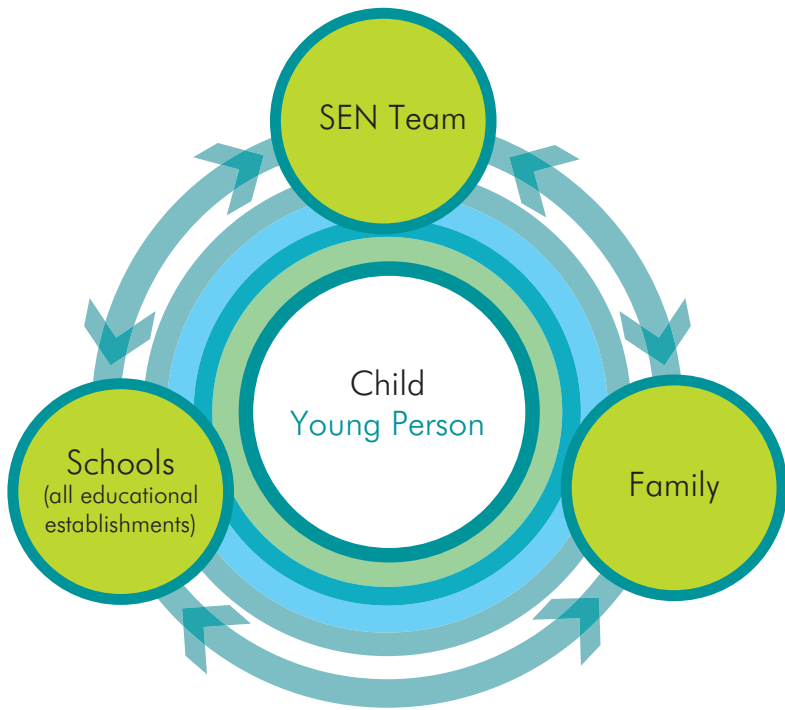 SEN Team
Child
Young Person
Schools
(all educational
establishments)
Family